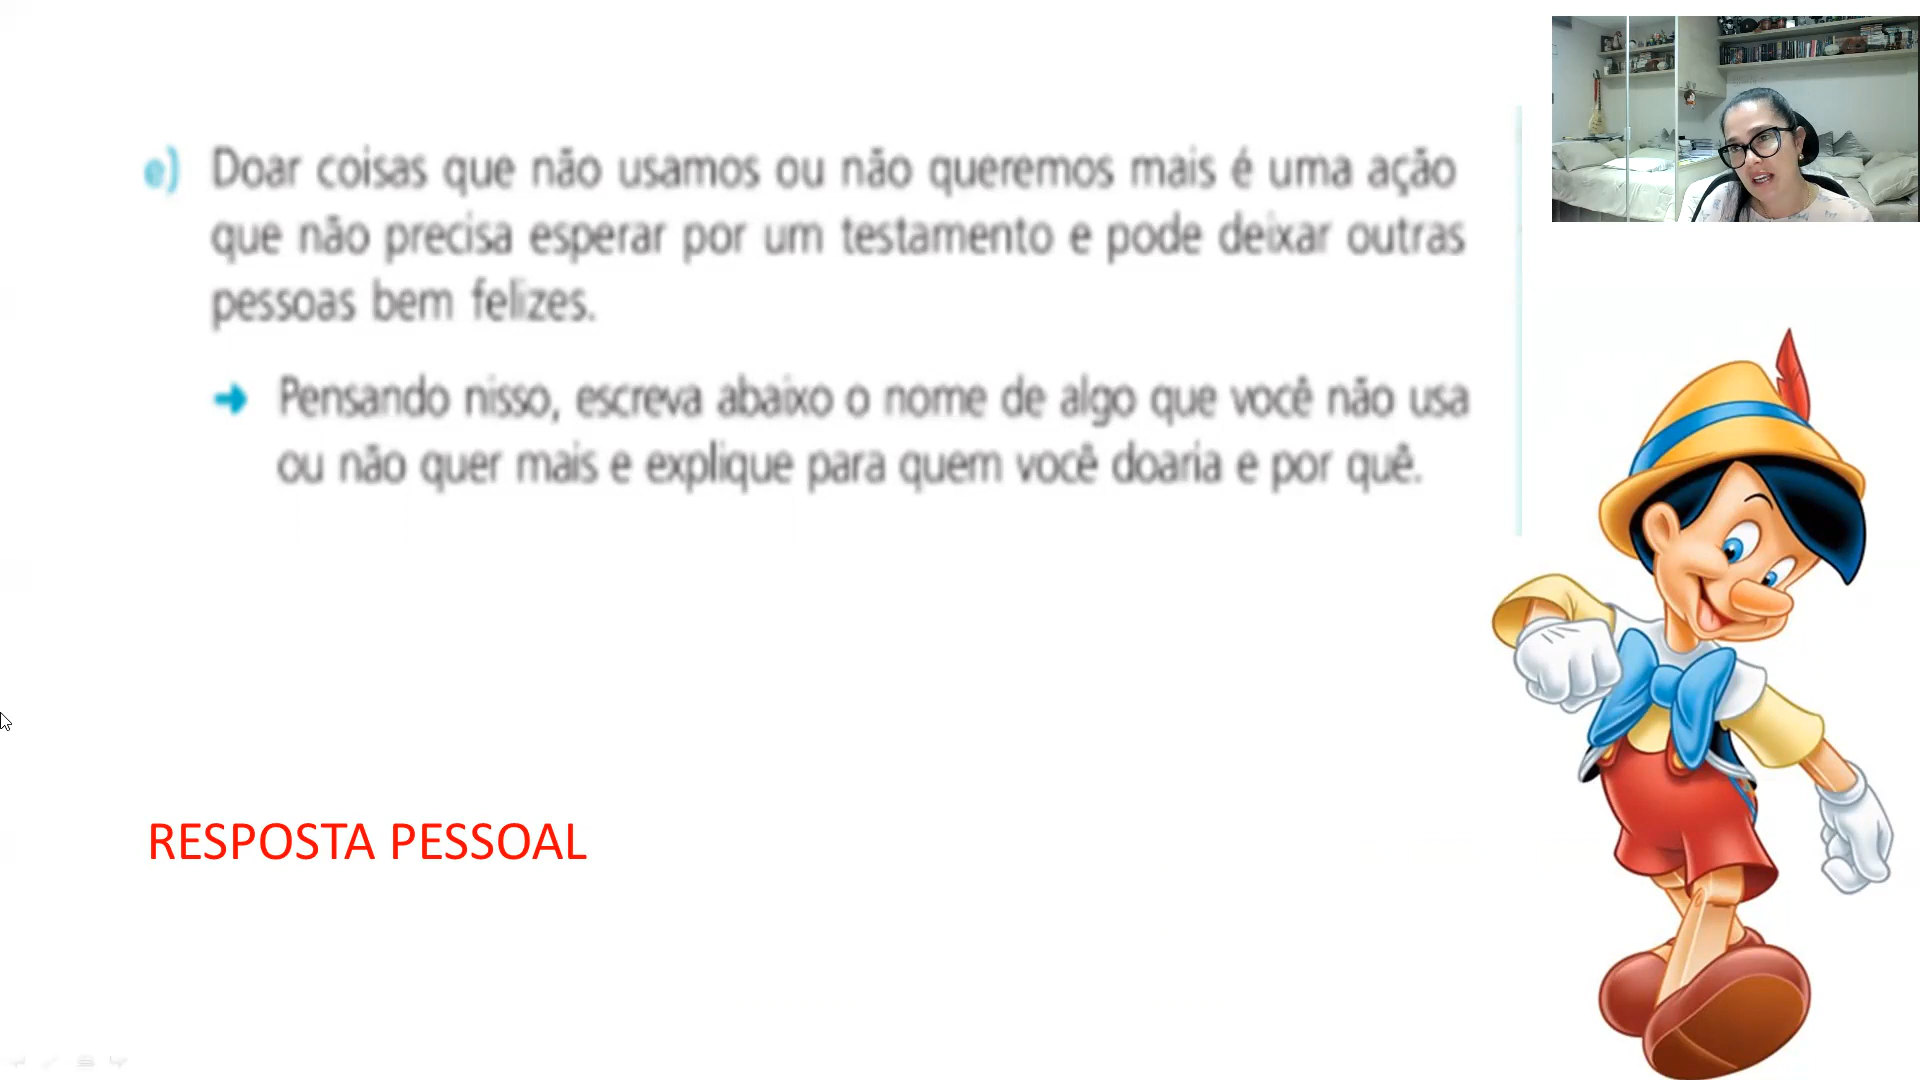 e) Doar coisas que não usamos ou não queremos mais é uma ação
que não precisa esperar por um testamento e pode deixar outras
pessoas bem felizes.
➜ Pensando nisso, escreva abaixo o nome de algo que você não usa
ou não quer mais e explique para quem você doaria e por quê.
RESPOSTA PESSOAL